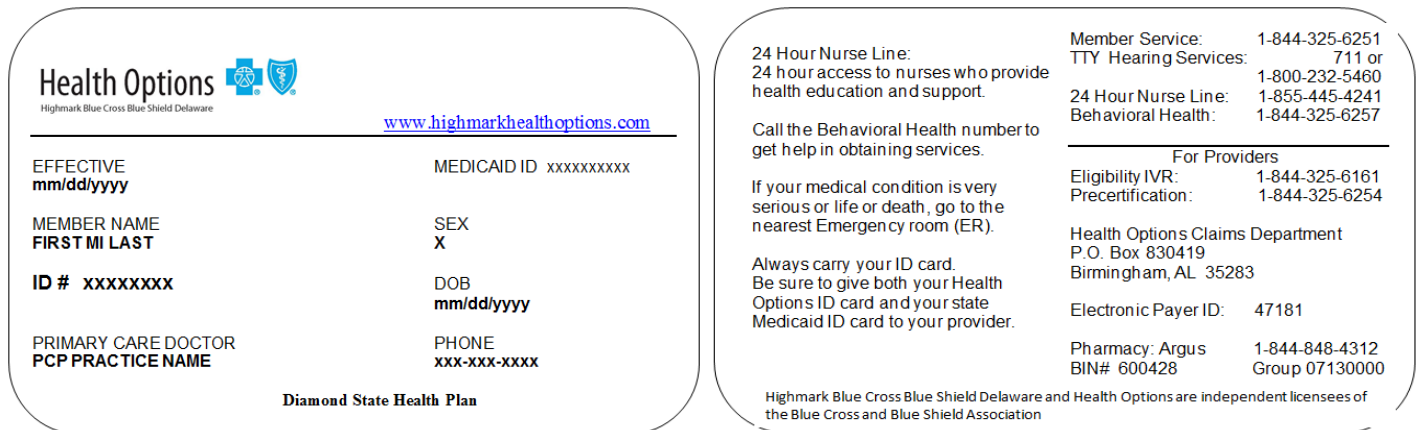 Health Options
Highmark Blue Cross Blue Shield Delaware
www.highmarkhealthoptions.com
EFFECTIVE
mm/dd/yyyy
MEDICAID ID xxxxxxxxxx
MEMBER NAME
FIRST MI LAST
SEX
X
ID # xxxxxxxx
DOB
mm/dd/yyyy
PRIMARY CARE DOCTOR
PCP PRACTICE NAME
PHONE
xxx-xxx-xxxx
Diamond State Health Plan
24 Hour Nurse Line:
24 hour access to nurses who provide
health education and support.
Call the Behavioral Health number to
get help in obtaining services.
If your medical condition is very
serious or life or death, go to the
nearest Emergency room (ER).
Always carry your ID card.
Be sure to give both your Health
Options ID card and your state
Medicaid ID card to your provider.
Member Service: 1-844-325-6251
TTY Hearing Services: 711 or
1-800-232-5460
24 Hour Nurse Line: 1-855-445-4241
Behavioral Health: 1-844-325-6257
For Providers
Eligibility IVR: 1-844-325-6161
Precertification: 1-844-325-6254
Health Options Claims Department
P.O. Box 830419
Birmingham, AL 35283
Electronic Payer ID: 47181
Pharmacy: Argus 1-844-848-4312
BIN# 600428 Group 07130000
Highmark Blue Cross Blue Shield Delaware and Health Options are independent licensees of
the Blue Cross and Blue Shield Association